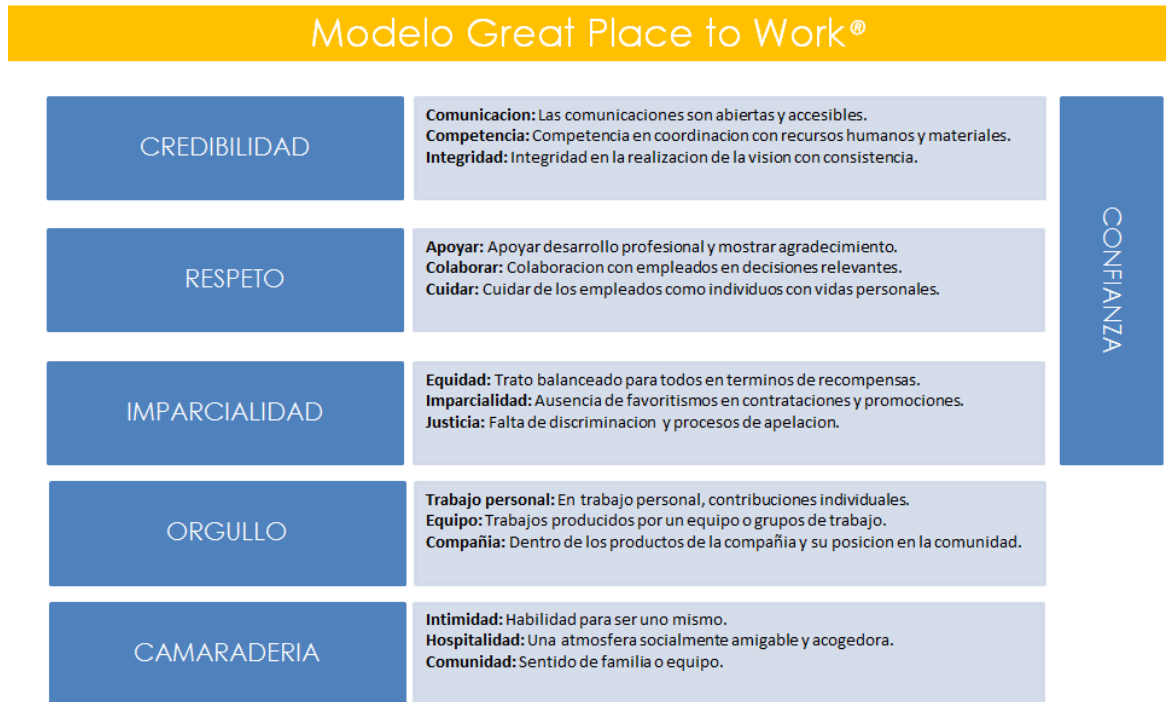 Modelo Great Place to Work®
CREDIBILIDAD
Comunicacion: Las comunicaciones son abiertas y accesibles.
Competencia: Competencia en coordinacion con recursos humanos y materiales.
Integridad: Integridad en la realizacion de la vision con consistencia.
RESPETO
Apoyar: Apoyar desarrollo profesional y mostrar agradecimiento.
Colaborar: Colaboracion con empleados en decisiones relevantes.
Cuidar: Cuidar de los empleados como individuos con vidas personales.
IMPARCIALIDAD
Equidad: Trato balanceado para todos en terminos de recompensas.
Imparcialidad: Ausencia de favoritismos en contrataciones y promociones.
Justicia: Falta de discriminacion y procesos de apelacion.
CONFIANZA
ORGULLO
Trabajo personal: En trabajo personal, contribuciones individuales.
Equipo: Trabajos producidos por un equipo o grupos de trabajo.
Compañia: Dentro de los productos de la compañia y su posicion en la comunidad.
CAMARADERIA
Intimidad: Habilidad para ser uno mismo.
Hospitalidad: Una atmosfera socialmente amigable y acogedora.
Comunidad: Sentido de familia o equipo.